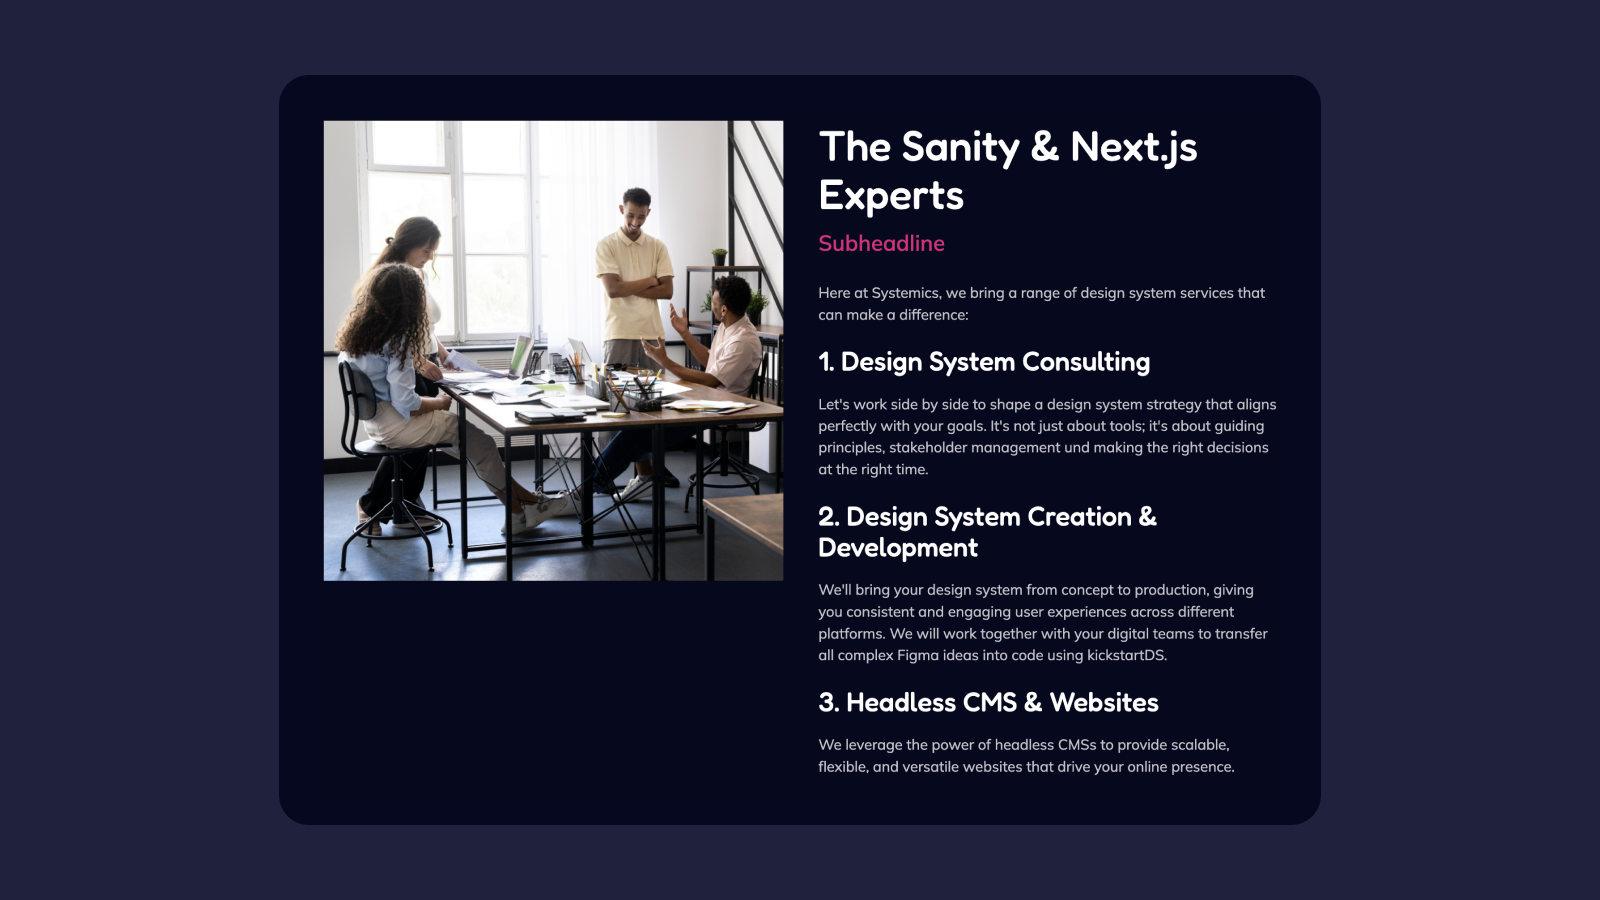 The Sanity & Next.js
Experts
Subheadline
Here at Systemics, we bring a range of design system services that
can make a difference:
1. Design System Consulting
Let's work side by side to shape a design system strategy that aligns
perfectly with your goals. It's not just about tools; it's about guiding
principles, stakeholder management und making the right decisions
at the right time.
2. Design System Creation &
Development
We'll bring your design system from concept to production, giving
you consistent and engaging user experiences across different
platforms. We will work together with your digital teams to transfer
all complex Figma ideas into code using kickstartDS.
3. Headless CMS & Websites
We leverage the power of headless CMSs to provide scalable,
flexible, and versatile websites that drive your online presence.